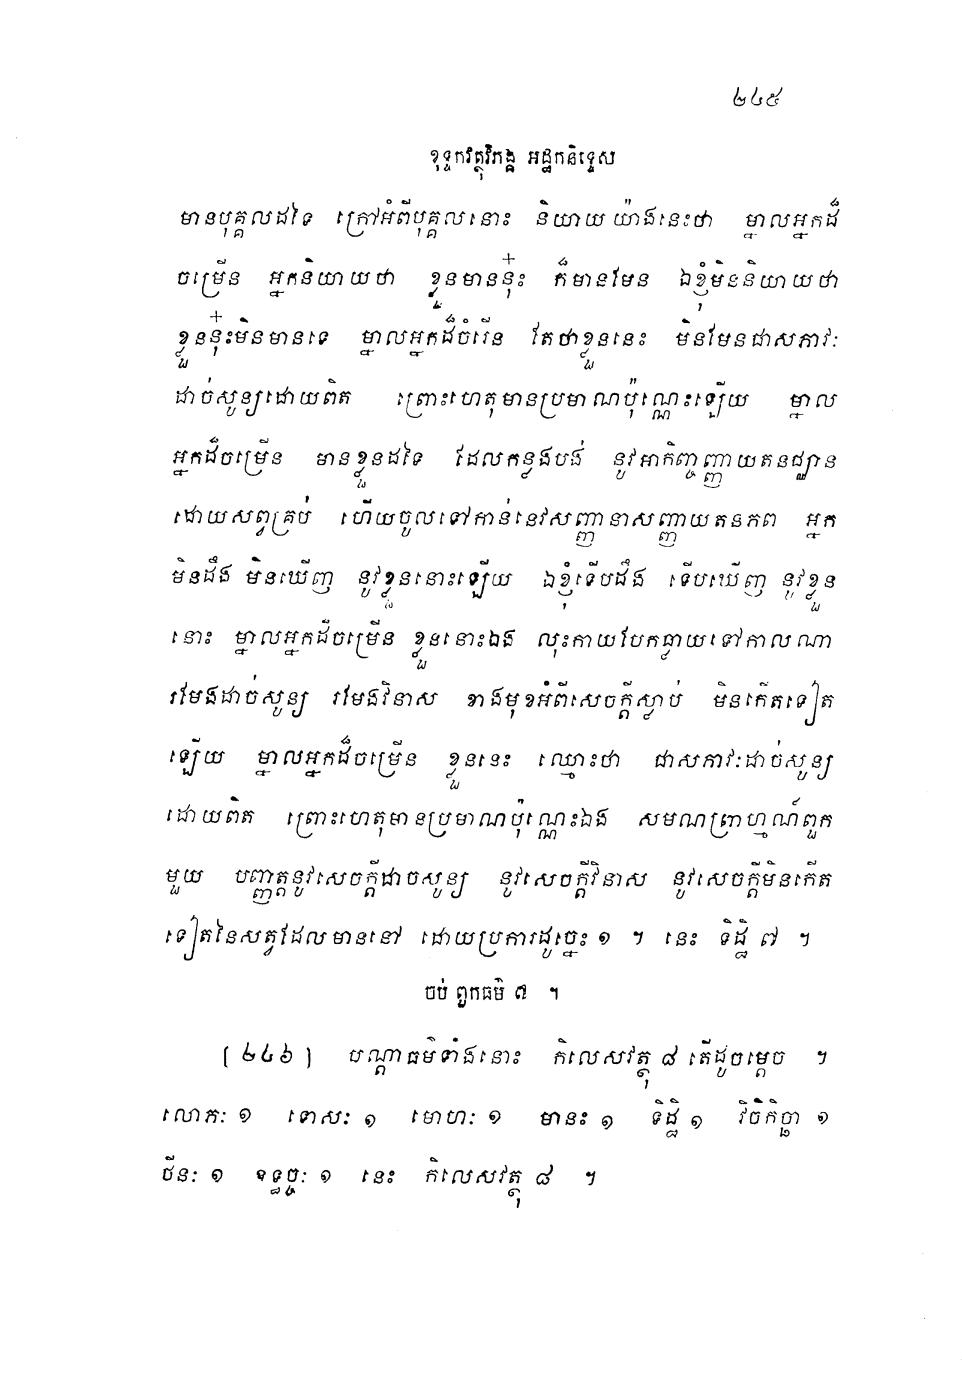 ២៤៥
ខុទ្ទកវត្ថុវិភង្គ អដ្ឋកនិទ្ទេស
មានបុគ្គលដទៃ ក្រៅអំពីបុគ្គលនោះ និយាយយ៉ាងនេះថា ម្នាលអ្នកដ៏
ចម្រើន អ្នកនិយាយថា ខ្លួនមាននុ៎ះ ក៏មានមែន ឯខ្ញុំមិននិយាយថា
ខ្លួននុ៎ះមិនមានទេ ម្នាលអ្នកដ៏ចំរើន តែថាខ្លួននេះ មិនមែនជាសភាវៈ
ដាច់សូន្យដោយពិត ព្រោះហេតុមានប្រមាណប៉ុណ្ណេះឡើយ ម្នាល
អ្នកដ៏ចម្រើន មានខ្លួនដទៃ ដែលកន្លងបង់ នូវអាកិញ្ចញ្ញាយតនជ្ឈាន
ដោយសព្វគ្រប់ ហើយចូលទៅកាន់នេវសញ្ញានាសញ្ញាយតនភព អ្នក
មិនដឹង មិនឃើញ នូវខ្លួននោះឡើយ ឯខ្ញុំទើបដឹង ទើបឃើញ នូវខ្លួន
នោះ ម្នាលអ្នកដ៏ចម្រើន ខ្លួននោះឯង លុះកាយបែកធ្លាយទៅកាលណា
រមែងដាច់សូន្យ រមែងវិនាស ខាងមុខអំពីសេចក្តីស្លាប់ មិនកើតទៀត
ឡើយ ម្នាលអ្នកដ៏ចម្រើន ខ្លួននេះ ឈ្មោះថា ជាសភាវៈដាច់សូន្យ
ដោយពិត ព្រោះហេតុមានប្រមាណប៉ុណ្ណេះឯង សមណព្រាហ្មណ៍ពួក
មួយ បញ្ញត្តនូវសេចក្តីដាច់សូន្យ នូវសេចក្តីវិនាស នូវសេចក្តីមិនកើត
ទៀតនៃសត្វដែលមាននៅ ដោយប្រការដូច្នេះ ១ ។ នេះ ទិដ្ឋិ ៧ ។
ចប់ ពួកធម៌ ៧ ។
[២៤៦] បណ្តាធម៌ទាំងនោះ កិលេសវត្ថុ ៨ តើដូចម្តេច ។
លោភៈ ១ ទោសៈ ១ មោហៈ ១ មានះ ១ ទិដ្ឋិ ១ វិចិកិច្ឆា ១
ថីនៈ ១ ឧទ្ធច្ចៈ ១ នេះ កិលេសវត្ថុ ៨ ។